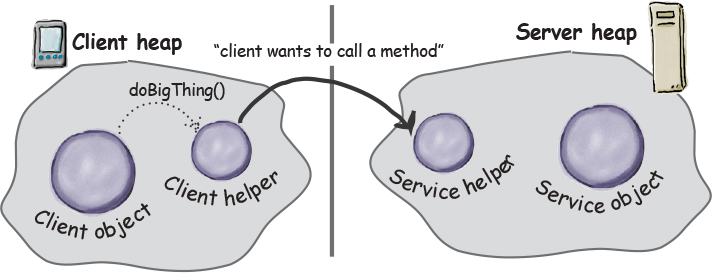 Client heap
Server heap
“client wants to call a method”
doBigThing()
Client object
Client helper
Service helper
Service object